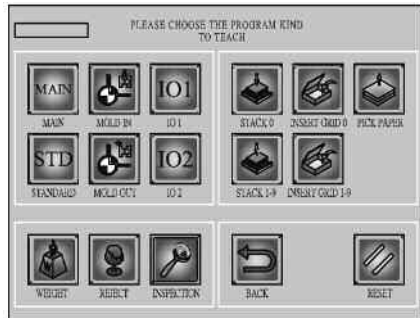 PLEASE CHOOSE THE PROGRAM KIND
TO TEACH
MAIN
IO1
MAIN
MOLD IN
IO 1
STACK 0
INSERT GRID 0
PICK PAPER
STD
IO2
STANDARD
MOLD OUT
IO 2
STACK 1-9
INSERT GRID 1-9
WEIGHT
REJECT
INSPECTION
BACK
RESET